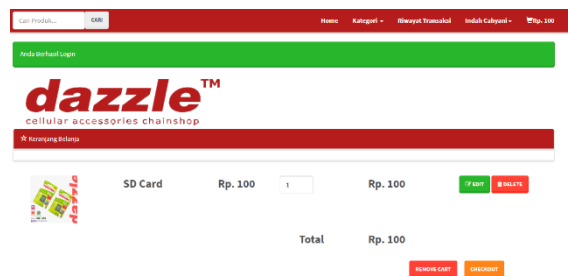 Cari Produk... CARI Home Kategori Riwayat Transaksi Indah Cahyani Rp. 100
Anda Berhasil Login
dazzle™
cellular accessories chainshop
Keranjang Belanja
SD Card Rp. 100 1 Rp. 100 EDIT DELETE
dazzle
Total Rp. 100
REMOVE CART CHECKOUT